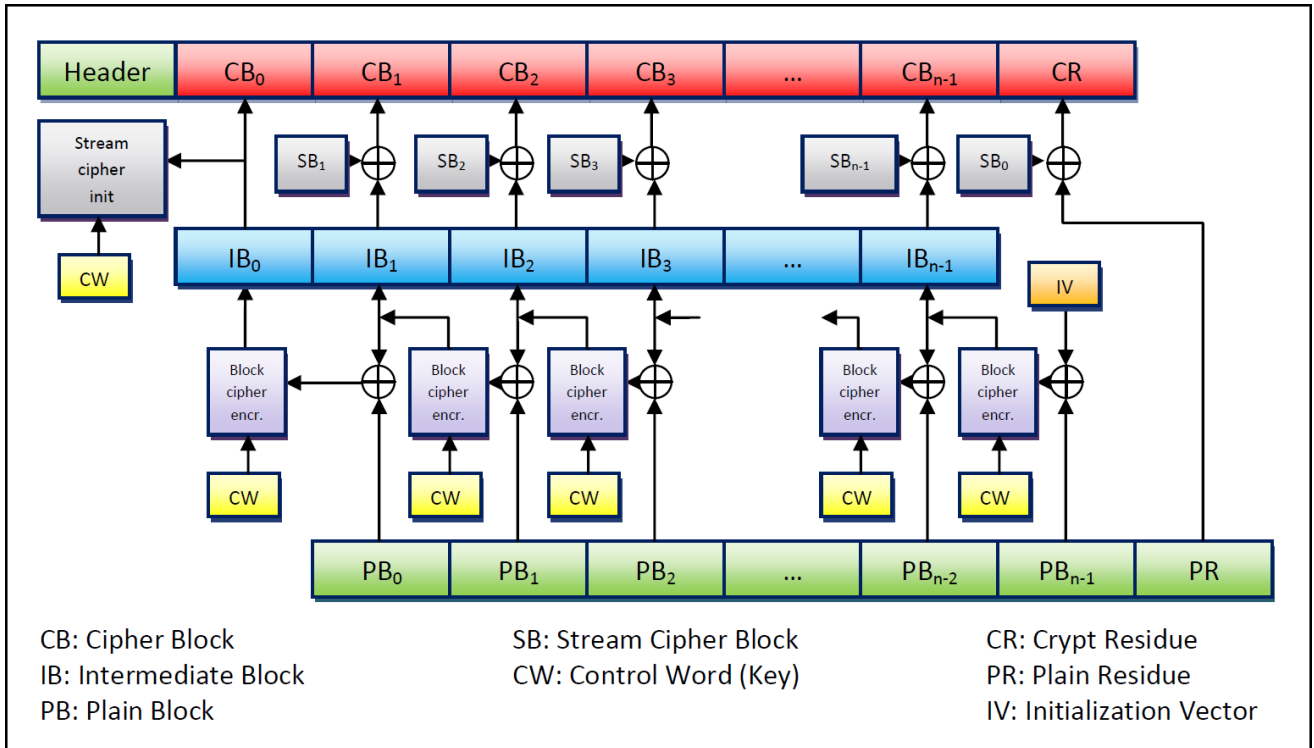 Header CB₀ CB₁ CB₂ CB₃ ... CBₙ₋₁ CR
Stream
cipher
init
SB₁ SB₂ SB₃ SBₙ₋₁ SB₀
CW
IB₀ IB₁ IB₂ IB₃ ... IBₙ₋₁
IV
Block Block Block Block Block
cipher cipher cipher cipher cipher
encr. encr. encr. encr. encr.
CW CW CW CW CW
PB₀ PB₁ PB₂ ... PBₙ₋₂ PBₙ₋₁ PR
CB: Cipher Block SB: Stream Cipher Block CR: Crypt Residue
IB: Intermediate Block CW: Control Word (Key) PR: Plain Residue
PB: Plain Block IV: Initialization Vector